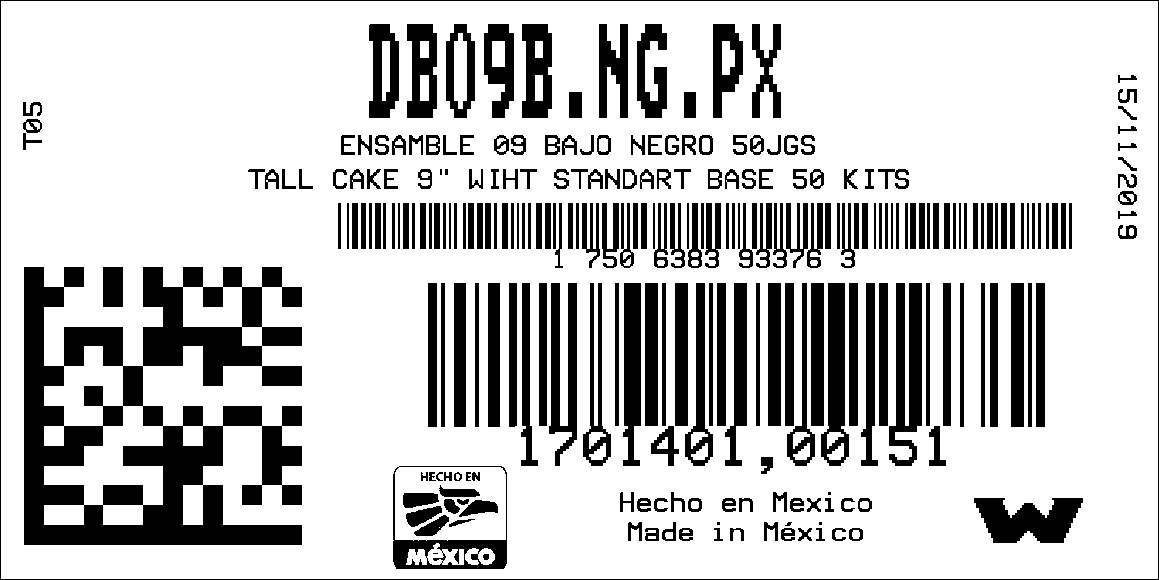 DB09B.NG.PX
T05
15/11/2019
ENSAMBLE 09 BAJO NEGRO 50JGS
TALL CAKE 9" WIHT STANDART BASE 50 KITS
1 750 6383 93376 3
1701401,00151
HECHO EN
MéXICO
Hecho en Mexico
Made in México
W